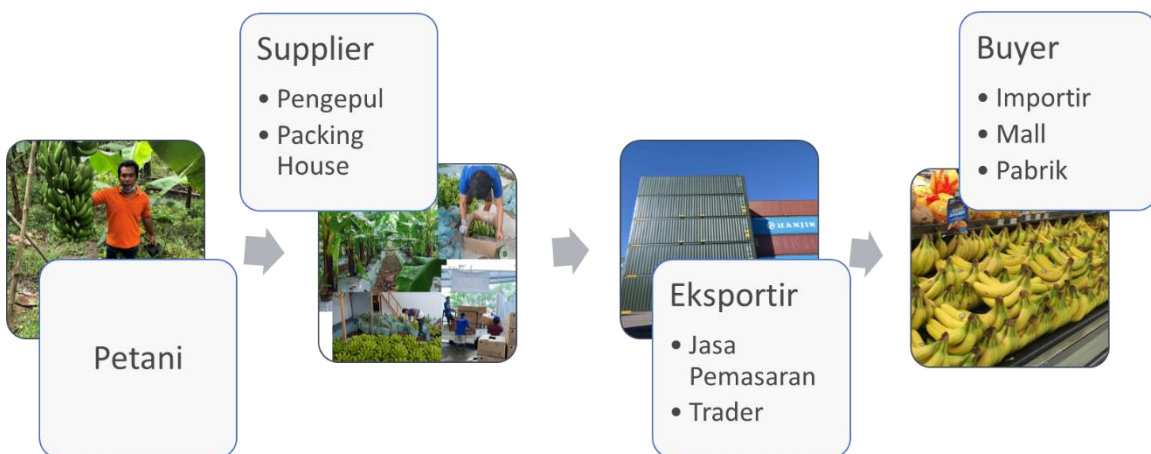 Petani
Supplier
• Pengepul
• Packing
House
HANJIN
Eksportir
• Jasa
Pemasaran
• Trader
Buyer
• Importir
• Mall
• Pabrik